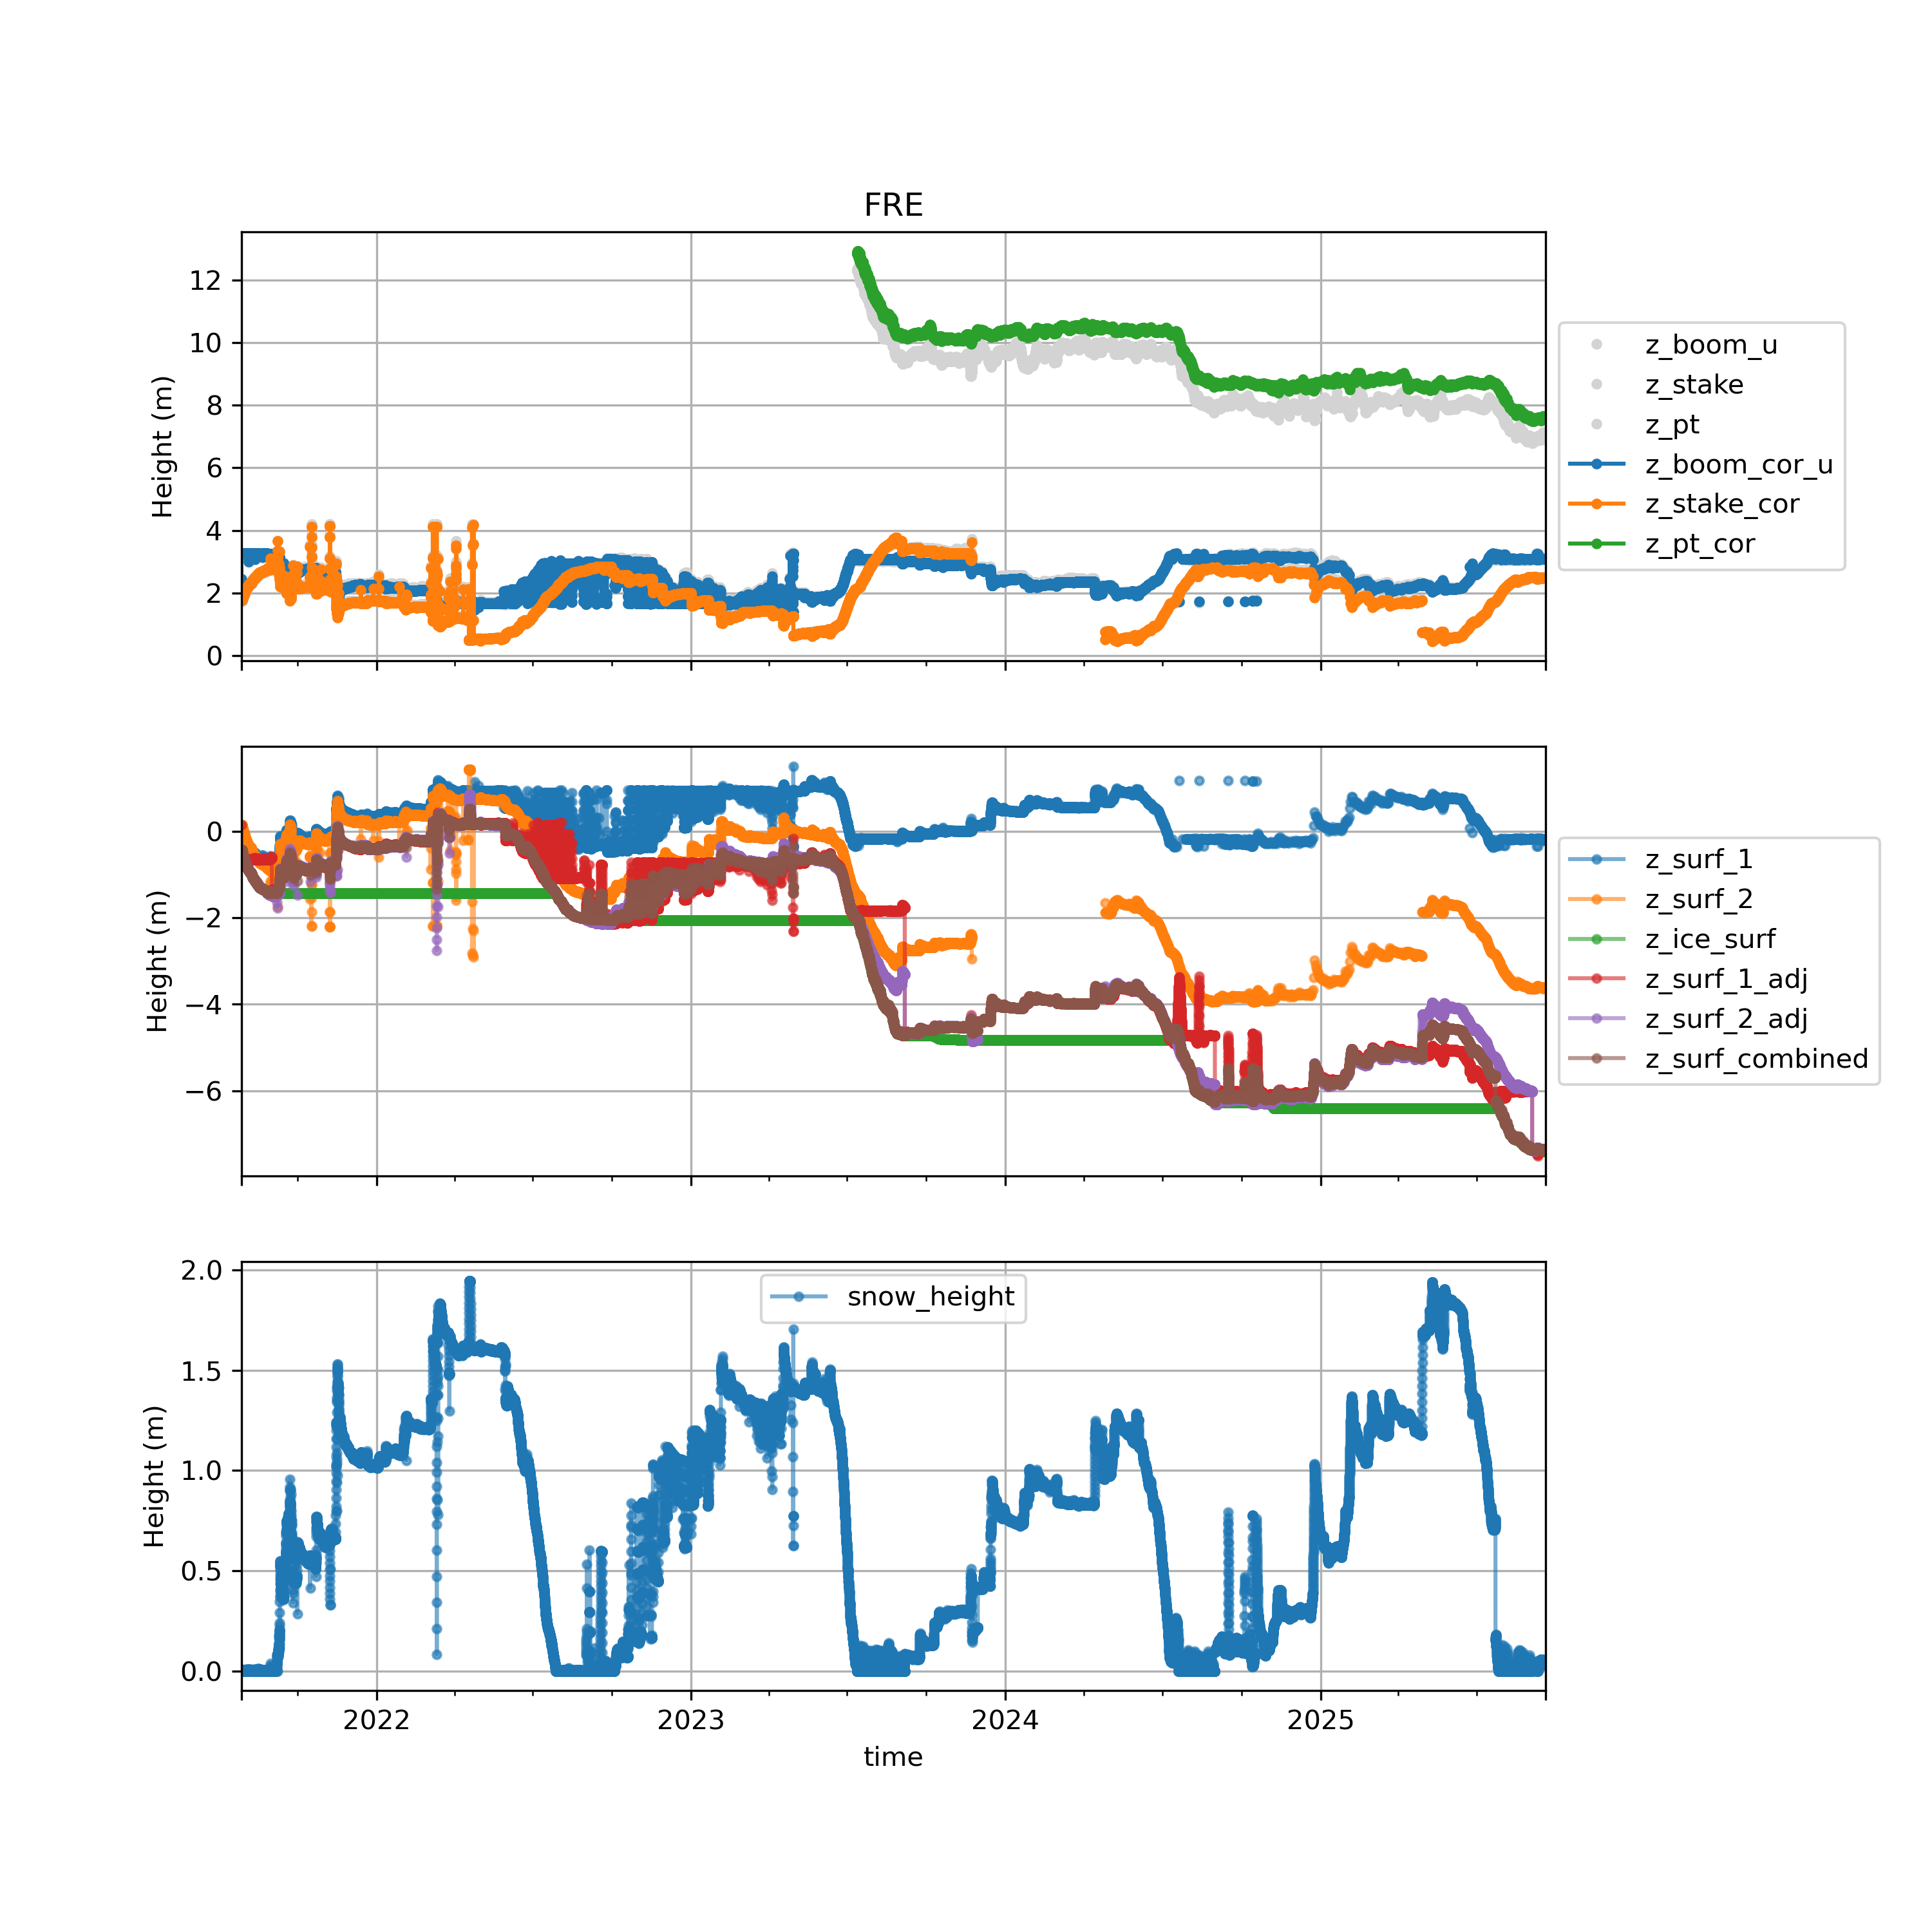 FRE
12
10
8
6
4
2
0
Height (m)
z_boom_u
z_stake
z_pt
z_boom_cor_u
z_stake_cor
z_pt_cor
0
−2
−4
−6
Height (m)
z_surf_1
z_surf_2
z_ice_surf
z_surf_1_adj
z_surf_2_adj
z_surf_combined
2.0
1.5
1.0
0.5
0.0
Height (m)
snow_height
2022 2023 2024 2025
time